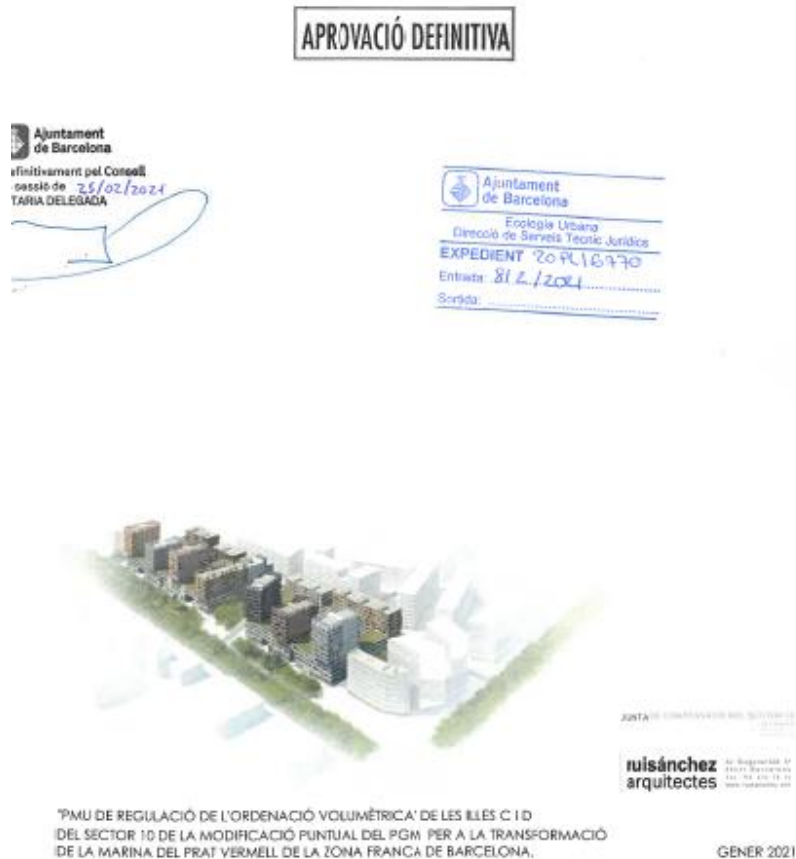 APROVACIÓ DEFINITIVA
Ajuntament
de Barcelona
efinitivament pel Consell
sessió de 25/02/2021
TARIA DELEGADA
Ajuntament
de Barcelona
Ecologia Urbana
Direcció de Serveis Tècnic Jurídics
EXPEDIENT 20PL16770
Entrada: 8/2/2021
Sortida:
JUNTA
ruisánchez
arquitectes
"PMU DE REGULACIÓ DE L'ORDENACIÓ VOLUMÈTRICA' DE LES ILLES C I D
DEL SECTOR 10 DE LA MODIFICACIÓ PUNTUAL DEL PGM PER A LA TRANSFORMACIÓ
DE LA MARINA DEL PRAT VERMELL DE LA ZONA FRANCA DE BARCELONA.
GENER 2021